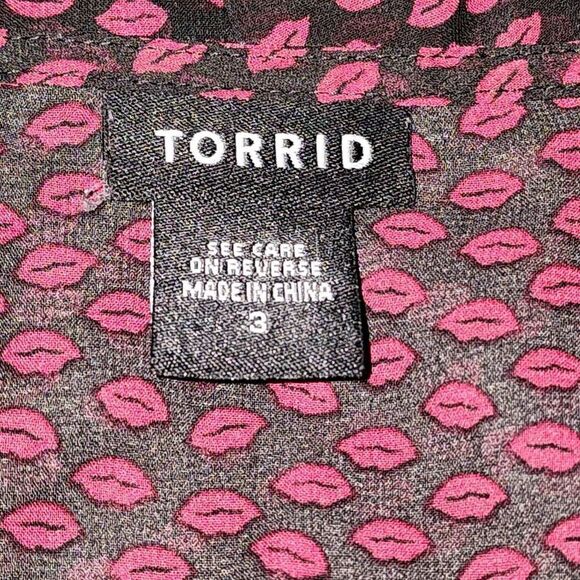 TORRID
SEE CARE
ON REVERSE
MADE IN CHINA
3